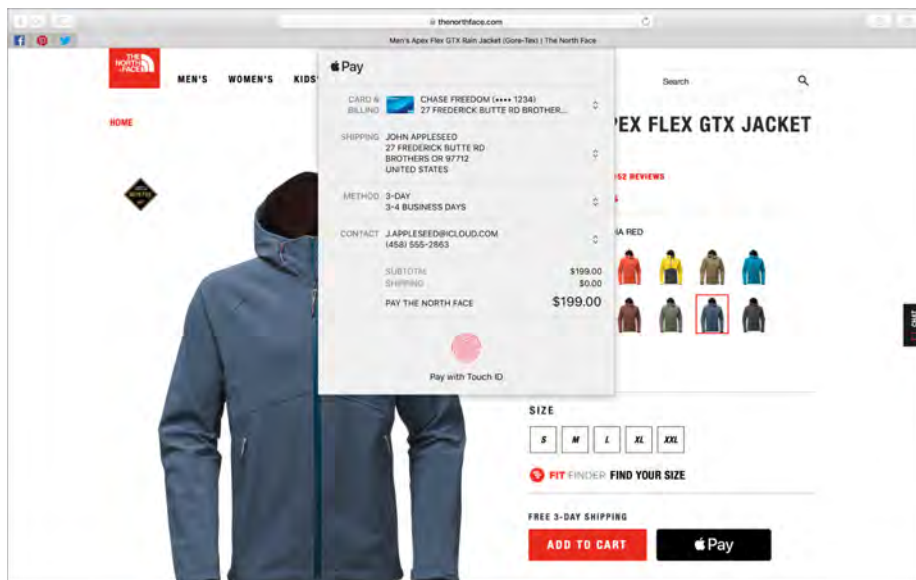 thenorthface.com
Men's Apex Flex GTX Rain Jacket (Gore-Tex) | The North Face
THE
NORTH
FACE
MEN'S WOMEN'S KIDS'
Search
HOME
Pay
CARD & BILLING CHASE FREEDOM (•••• 1234)
27 FREDERICK BUTTE RD BROTHER...
SHIPPING JOHN APPLESEED
27 FREDERICK BUTTE RD
BROTHERS OR 97712
UNITED STATES
METHOD 3-DAY
3-4 BUSINESS DAYS
CONTACT J.APPLESEED@ICLOUD.COM
(458) 555-2863
SUBTOTAL $199.00
SHIPPING $0.00
PAY THE NORTH FACE $199.00
Pay with Touch ID
FLEX GTX JACKET
REVIEWS
RED
CHAT
SIZE
S M L XL XXL
FIT FINDER FIND YOUR SIZE
FREE 3-DAY SHIPPING
ADD TO CART
Pay